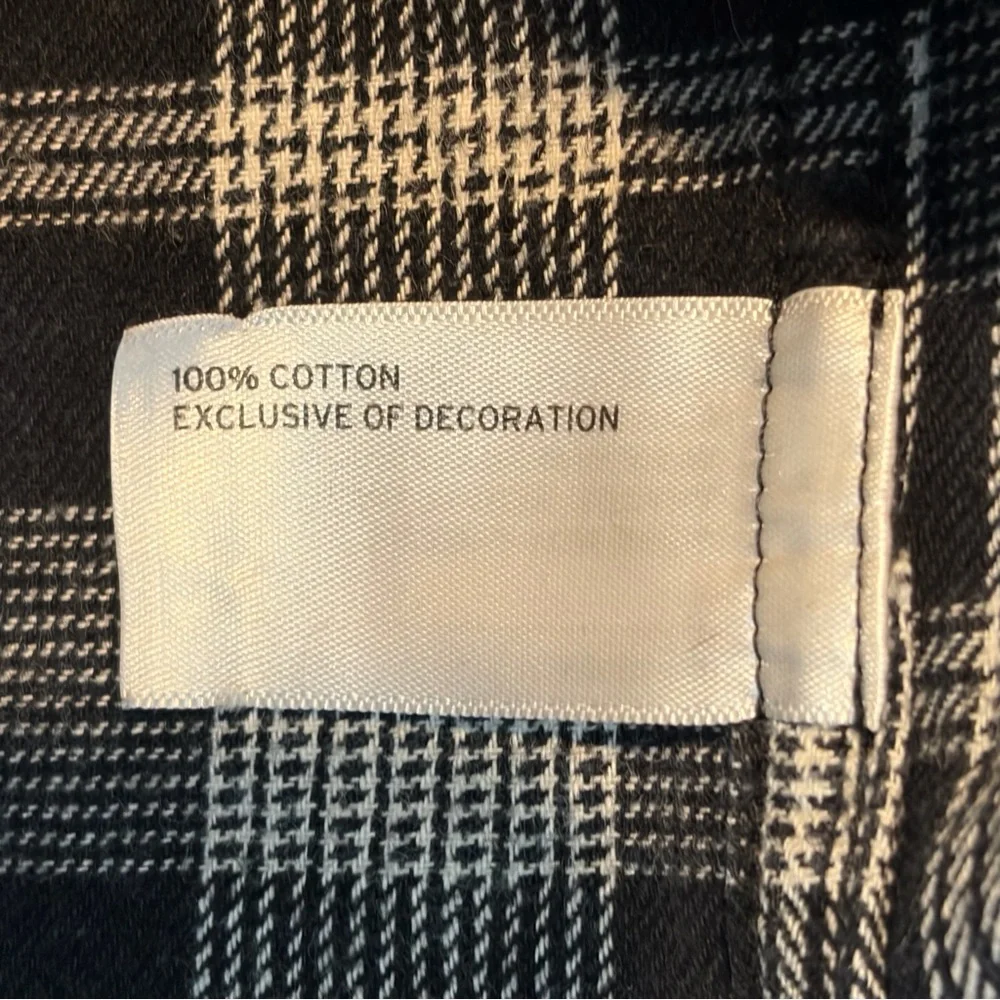 100% COTTON
EXCLUSIVE OF DECORATION